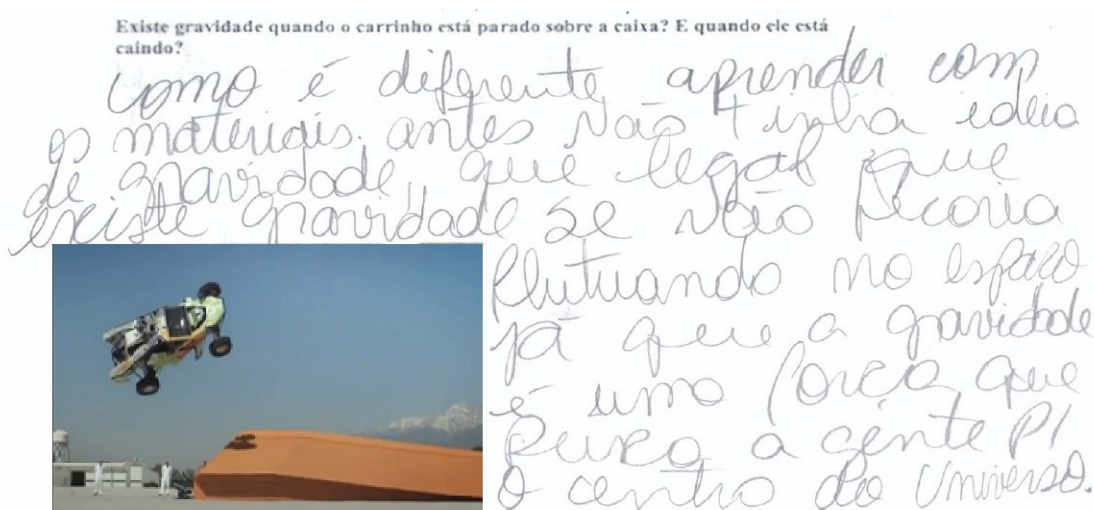 Existe gravidade quando o carrinho está parado sobre a caixa? E quando ele está
caindo?
Como é diferente aprender com
os materiais. antes não tinha ideia
de gravidade, que legal que
existe gravidade se não ficaria
flutuando no espaço
já que a gravidade
é uma força que
puxa a gente p/
o centro do Universo.